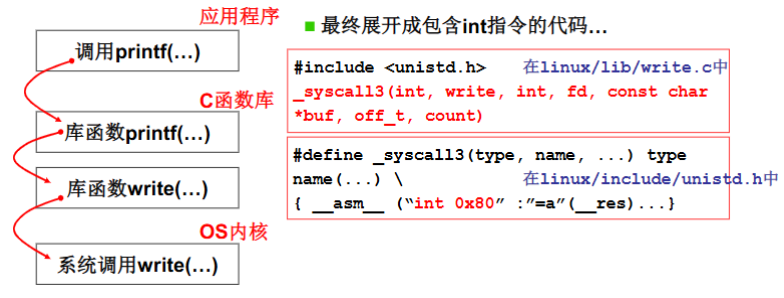 应用程序
调用printf(…)
C函数库
库函数printf(…)
库函数write(…)
OS内核
系统调用write(…)
■ 最终展开成包含int指令的代码…
#include <unistd.h> 在linux/lib/write.c中
_syscall3(int, write, int, fd, const char
*buf, off_t, count)
#define _syscall3(type, name, ...) type
name(...) \ 在linux/include/unistd.h中
{ __asm__ (“int 0x80” :”=a”(__res)...}